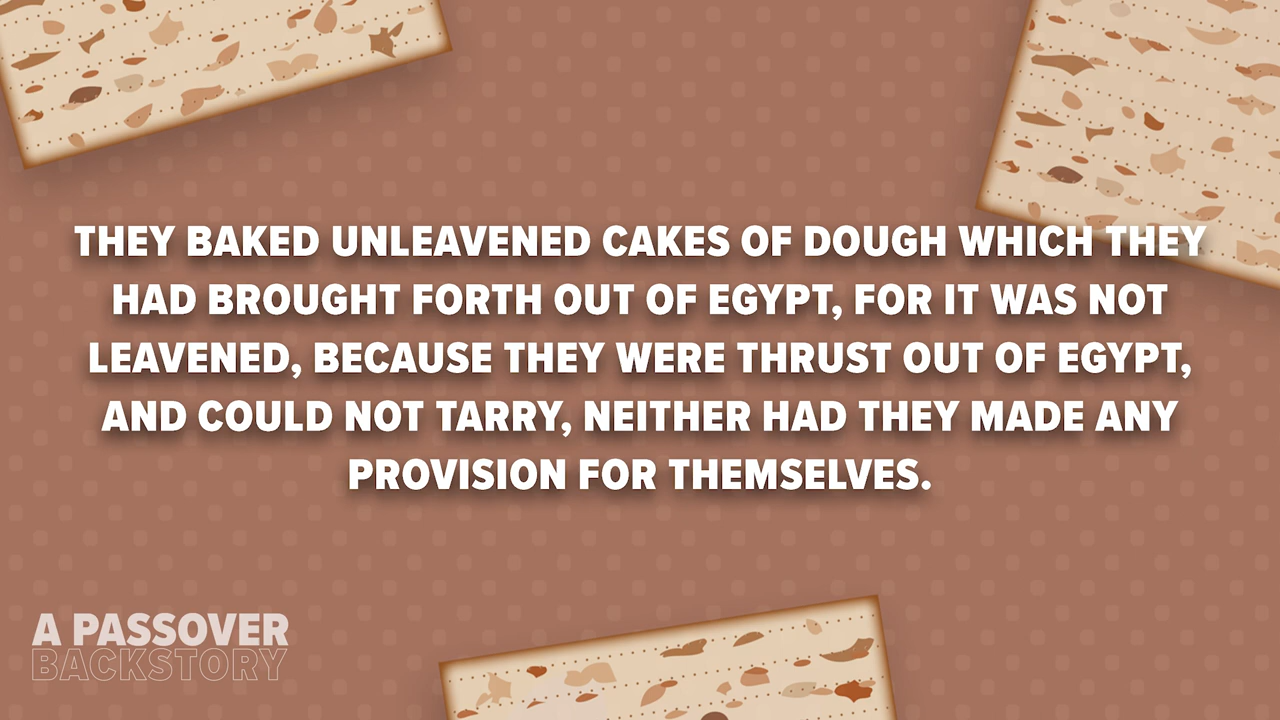 THEY BAKED UNLEAVENED CAKES OF DOUGH WHICH THEY
HAD BROUGHT FORTH OUT OF EGYPT, FOR IT WAS NOT
LEAVENED, BECAUSE THEY WERE THRUST OUT OF EGYPT,
AND COULD NOT TARRY, NEITHER HAD THEY MADE ANY
PROVISION FOR THEMSELVES.
A PASSOVER
BACKSTORY